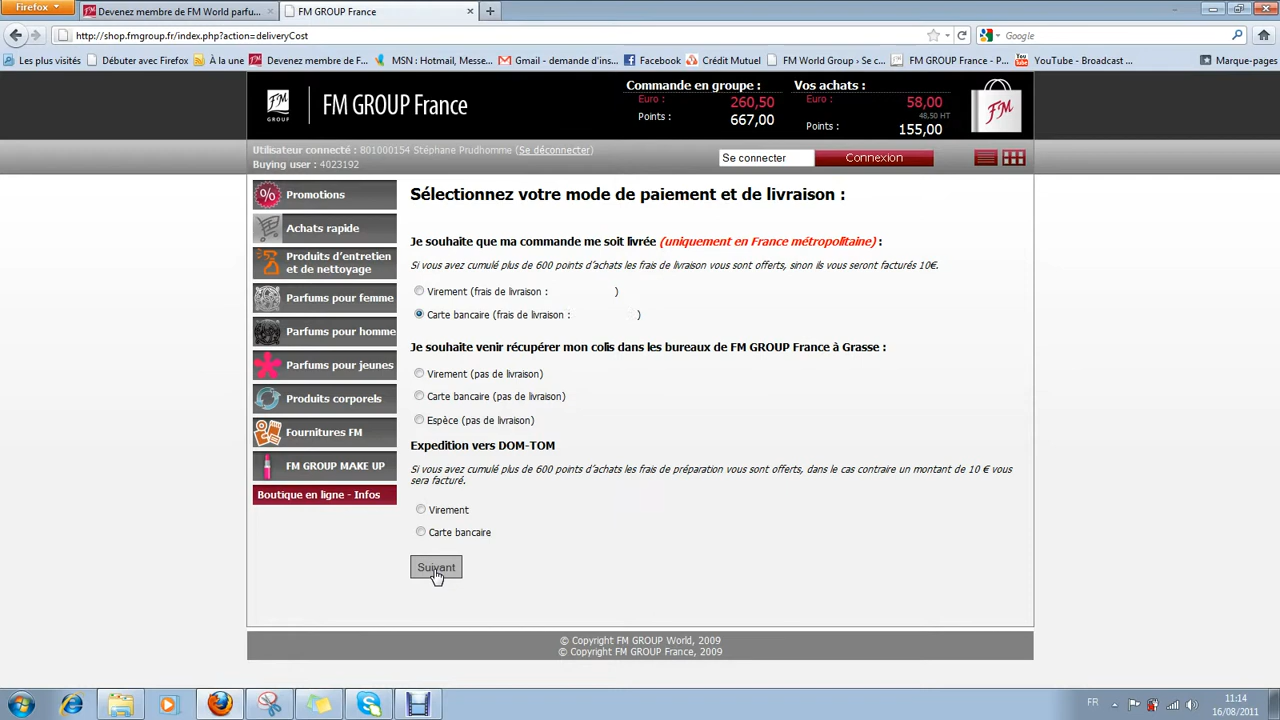 Firefox
Devenez membre de FM World parfu...
FM GROUP France
http://shop.fmgroup.fr/index.php?action=deliveryCost
Google
Les plus visités
Débuter avec Firefox
À la une
Devenez membre de F...
MSN : Hotmail, Messe...
Gmail - demande d'ins...
Facebook
Crédit Mutuel
FM World Group › Se c...
FM GROUP France - P...
YouTube - Broadcast ...
Marque-pages
FM GROUP
FM GROUP France
Commande en groupe :
Euro : 260,50
Points : 667,00
Vos achats :
Euro : 58,00
48,50 HT
Points : 155,00
FM
Utilisateur connecté : 801000154 Stéphane Prudhomme (Se déconnecter)
Buying user : 4023192
Se connecter
Connexion
Promotions
Achats rapide
Produits d'entretien
et de nettoyage
Parfums pour femme
Parfums pour homme
Parfums pour jeunes
Produits corporels
Fournitures FM
FM GROUP MAKE UP
Boutique en ligne - Infos
Sélectionnez votre mode de paiement et de livraison :
Je souhaite que ma commande me soit livrée (uniquement en France métropolitaine) :
Si vous avez cumulé plus de 600 points d'achats les frais de livraison vous sont offerts, sinon ils vous seront facturés 10€.
Virement (frais de livraison : )
Carte bancaire (frais de livraison : )
Je souhaite venir récupérer mon colis dans les bureaux de FM GROUP France à Grasse :
Virement (pas de livraison)
Carte bancaire (pas de livraison)
Espèce (pas de livraison)
Expedition vers DOM-TOM
Si vous avez cumulé plus de 600 points d'achats les frais de préparation vous sont offerts, dans le cas contraire un montant de 10 € vous
sera facturé.
Virement
Carte bancaire
Suivant
© Copyright FM GROUP World, 2009
© Copyright FM GROUP France, 2009
FR
11:14
16/08/2011